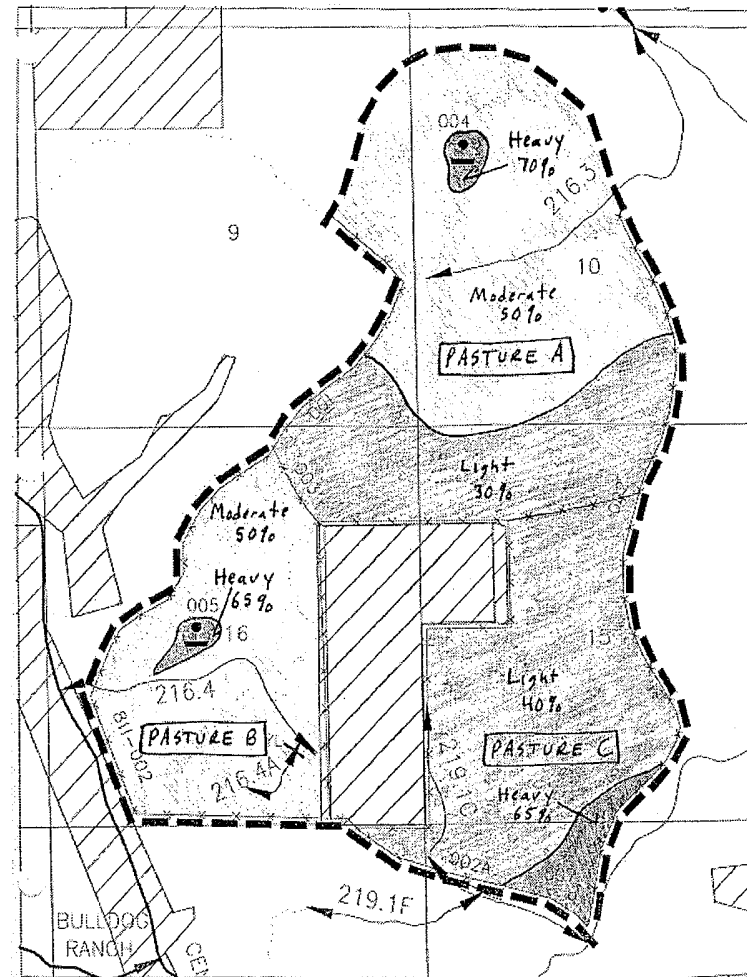 004
Heavy
70%
216.3
9
10
Moderate
50%
PASTURE A
Light
30%
Moderate
50%
Heavy
65%
005
16
15
216.4
Light
40%
PASTURE B
PASTURE C
216.4A
219.1C
Heavy
65%
002A
219.1F
BULLDOG
RANCH